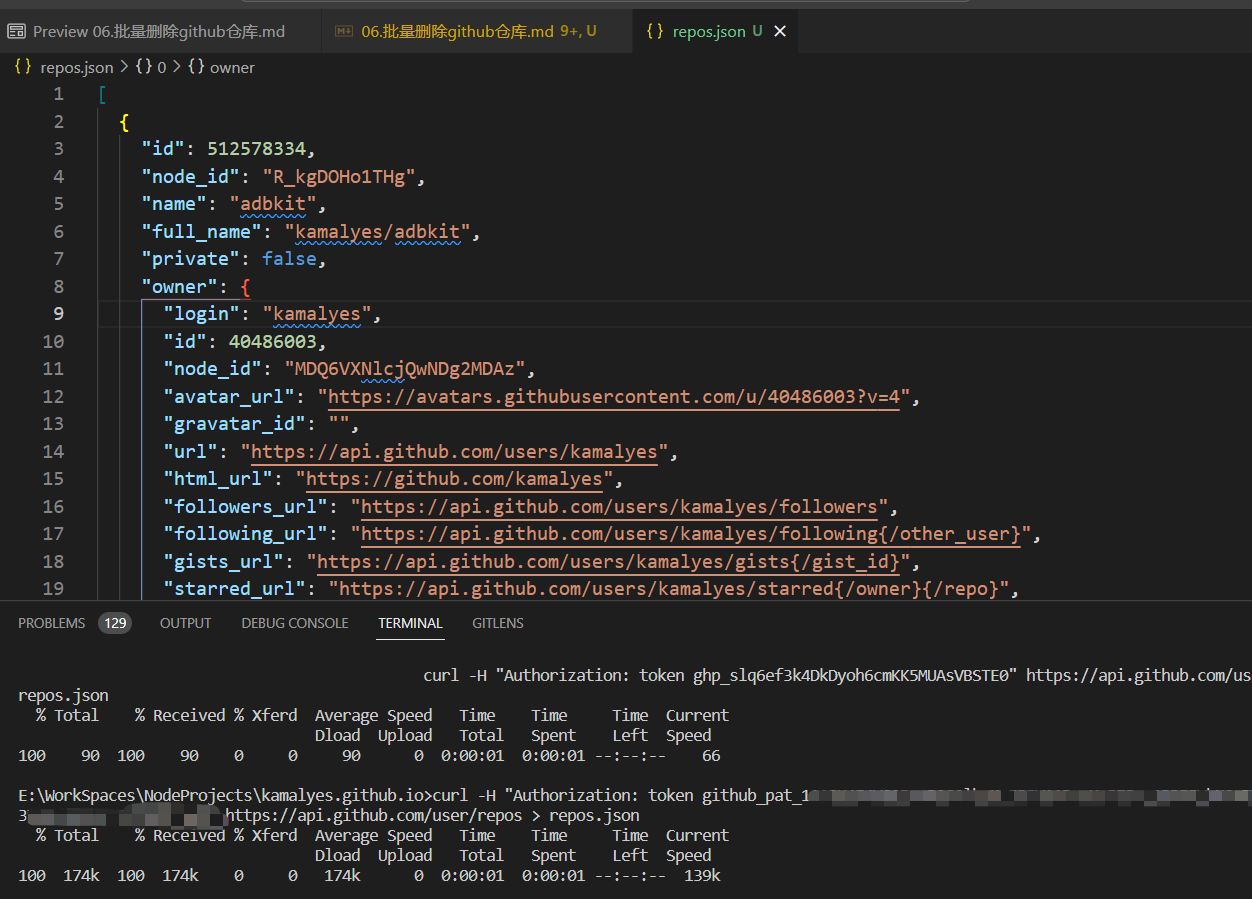 Preview 06.批量删除github仓库.md
06.批量删除github仓库.md 9+, U
{} repos.json U ×
{} repos.json > {} 0 > {} owner
1 [
2 {
3 "id": 512578334,
4 "node_id": "R_kgDOHo1THg",
5 "name": "adbkit",
6 "full_name": "kamalyes/adbkit",
7 "private": false,
8 "owner": {
9 "login": "kamalyes",
10 "id": 40486003,
11 "node_id": "MDQ6VXNlcjQwNDg2MDAz",
12 "avatar_url": "https://avatars.githubusercontent.com/u/40486003?v=4",
13 "gravatar_id": "",
14 "url": "https://api.github.com/users/kamalyes",
15 "html_url": "https://github.com/kamalyes",
16 "followers_url": "https://api.github.com/users/kamalyes/followers",
17 "following_url": "https://api.github.com/users/kamalyes/following{/other_user}",
18 "gists_url": "https://api.github.com/users/kamalyes/gists{/gist_id}",
19 "starred_url": "https://api.github.com/users/kamalyes/starred{/owner}{/repo}",
PROBLEMS 129 OUTPUT DEBUG CONSOLE TERMINAL GITLENS
curl -H "Authorization: token ghp_slq6ef3k4DkDyoh6cmKK5MUAsVBSTE0" https://api.github.com/us
repos.json
% Total % Received % Xferd Average Speed Time Time Time Current
Dload Upload Total Spent Left Speed
100 90 100 90 0 0 90 0 0:00:01 0:00:01 --:--:-- 66
E:\WorkSpaces\NodeProjects\kamalyes.github.io>curl -H "Authorization: token github_pat_1
3 https://api.github.com/user/repos > repos.json
% Total % Received % Xferd Average Speed Time Time Time Current
Dload Upload Total Spent Left Speed
100 174k 100 174k 0 0 174k 0 0:00:01 0:00:01 --:--:-- 139k